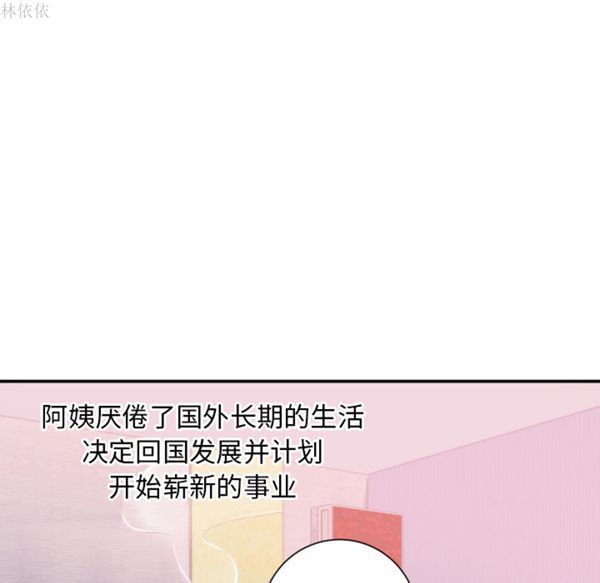 林依依
阿姨厌倦了国外长期的生活
决定回国发展并计划
开始崭新的事业